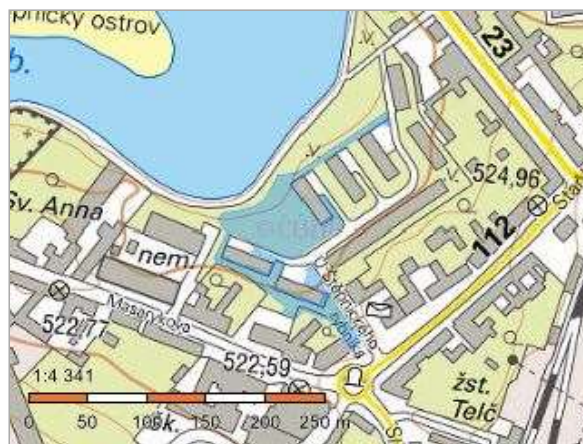 pnický ostrov
b.
23
524,96
Sv. Anna
nem.
112
Masarykova
522,77
522,59
1:4 341
žst.
Telč
0 50 100 150 200 250 m
šk.
S